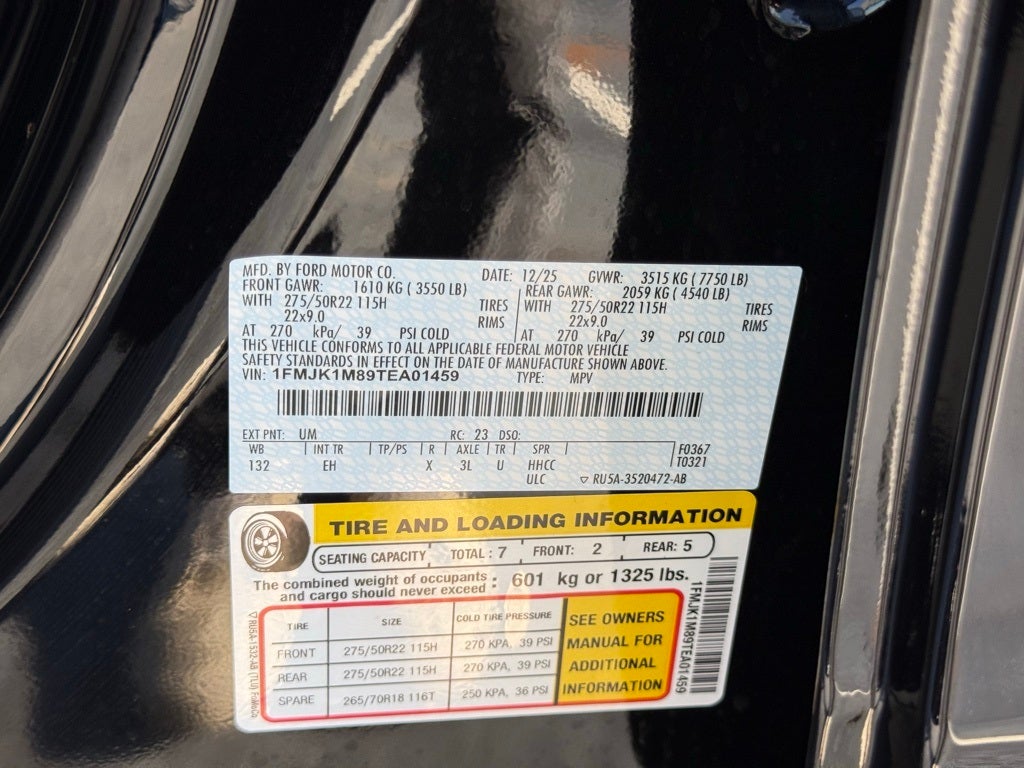 MFD. BY FORD MOTOR CO. DATE: 12/25 GVWR: 3515 KG ( 7750 LB)
FRONT GAWR: 1610 KG ( 3550 LB) REAR GAWR: 2059 KG ( 4540 LB)
WITH 275/50R22 115H TIRES WITH 275/50R22 115H TIRES
22x9.0 RIMS 22x9.0 RIMS
AT 270 kPa/ 39 PSI COLD AT 270 kPa/ 39 PSI COLD
THIS VEHICLE CONFORMS TO ALL APPLICABLE FEDERAL MOTOR VEHICLE
SAFETY STANDARDS IN EFFECT ON THE DATE OF MANUFACTURE SHOWN ABOVE.
VIN: 1FMJK1M89TEA01459 TYPE: MPV
EXT PNT: UM RC: 23 DSO:
WB INT TR TP/PS R AXLE TR SPR F0367
132 EH X 3L U HHCC T0321
ULC ▽ RU5A-3520472-AB
TIRE AND LOADING INFORMATION
SEATING CAPACITY TOTAL : 7 FRONT: 2 REAR: 5
The combined weight of occupants and cargo should never exceed : 601 kg or 1325 lbs.
TIRE SIZE COLD TIRE PRESSURE
FRONT 275/50R22 115H 270 KPA, 39 PSI
REAR 275/50R22 115H 270 KPA, 39 PSI
SPARE 265/70R18 116T 250 KPA, 36 PSI
SEE OWNERS
MANUAL FOR
ADDITIONAL
INFORMATION
1FMJK1M89TEA01459
▽ RU5A-1532-AB (TLU) FoMoCo